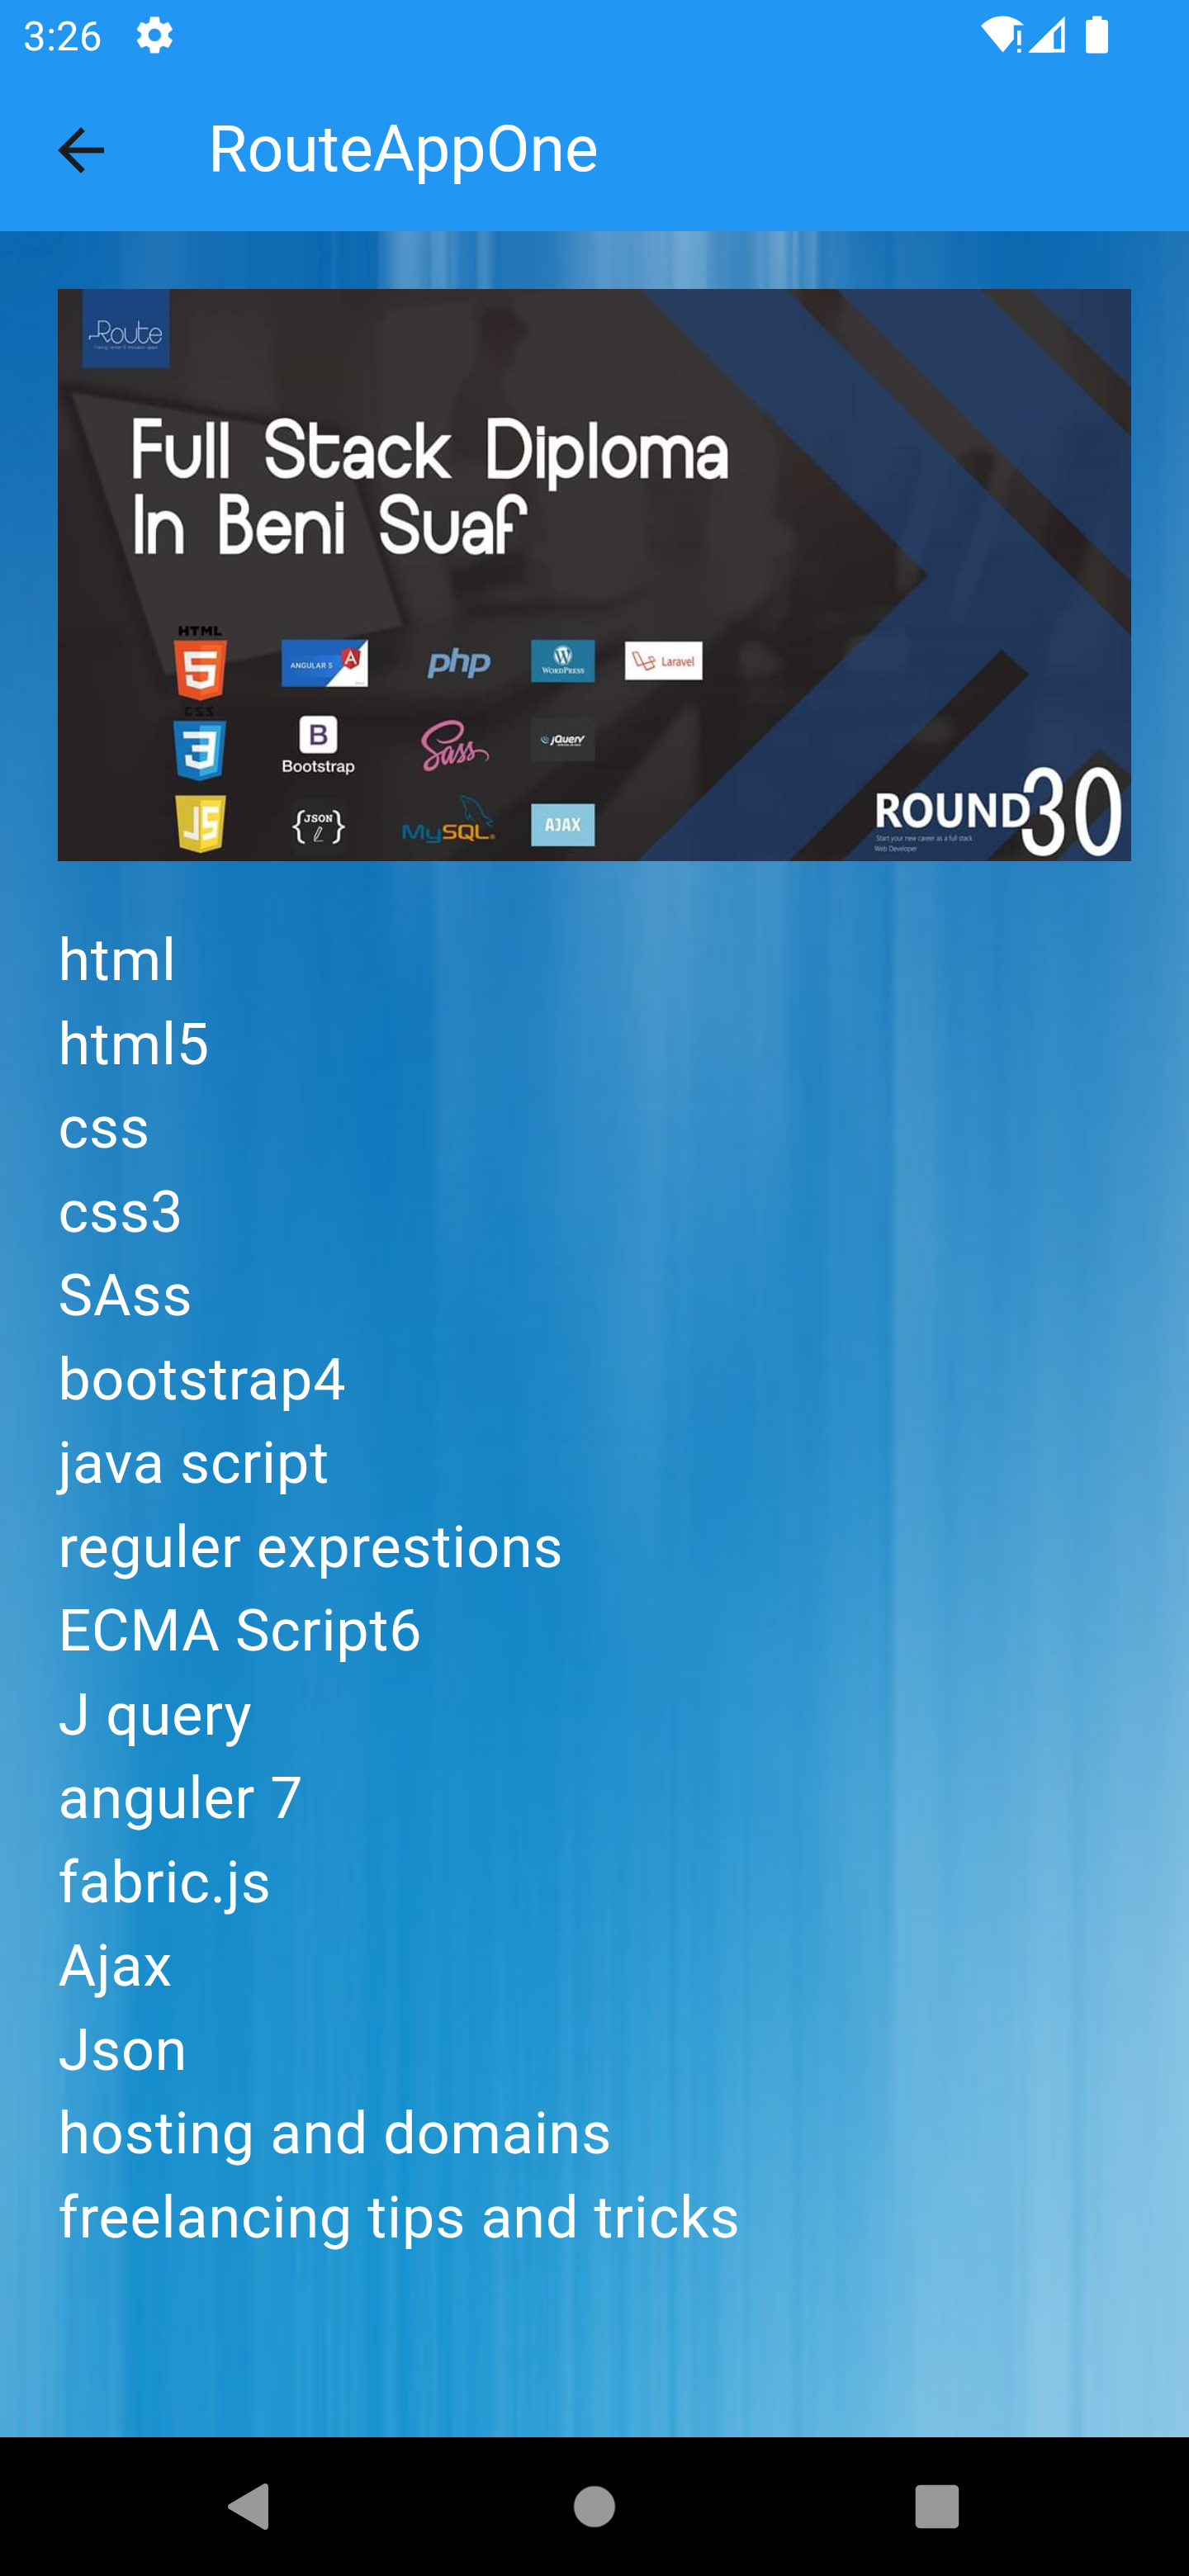 3:26
RouteAppOne
Route
Full Stack Diploma
In Beni Suaf
HTML
5
ANGULAR 5
A
php
W
WORDPRESS
Laravel
CSS
3
B
Bootstrap
Sass
jQuery
JS
{JSON}
MySQL
AJAX
ROUND30
Start your new career as a full stack
Web Developer
html
html5
css
css3
SAss
bootstrap4
java script
reguler exprestions
ECMA Script6
J query
anguler 7
fabric.js
Ajax
Json
hosting and domains
freelancing tips and tricks